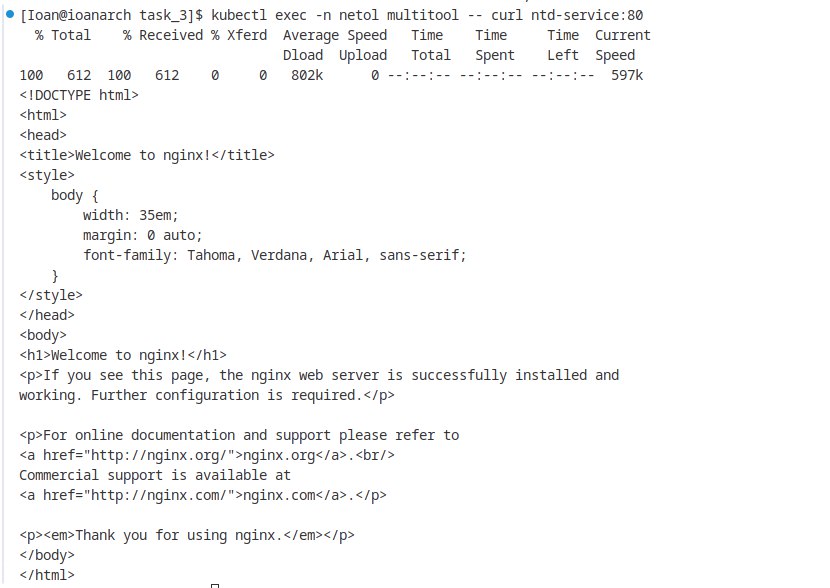 [Ioan@ioanarch task_3]$ kubectl exec -n netol multitool -- curl ntd-service:80
  % Total    % Received % Xferd  Average Speed   Time    Time     Time  Current
                                 Dload  Upload   Total   Spent    Left  Speed
100   612  100   612    0     0   802k      0 --:--:-- --:--:-- --:--:--  597k
<!DOCTYPE html>
<html>
<head>
<title>Welcome to nginx!</title>
<style>
    body {
        width: 35em;
        margin: 0 auto;
        font-family: Tahoma, Verdana, Arial, sans-serif;
    }
</style>
</head>
<body>
<h1>Welcome to nginx!</h1>
<p>If you see this page, the nginx web server is successfully installed and
working. Further configuration is required.</p>

<p>For online documentation and support please refer to
<a href="http://nginx.org/">nginx.org</a>.<br/>
Commercial support is available at
<a href="http://nginx.com/">nginx.com</a>.</p>

<p><em>Thank you for using nginx.</em></p>
</body>
</html>